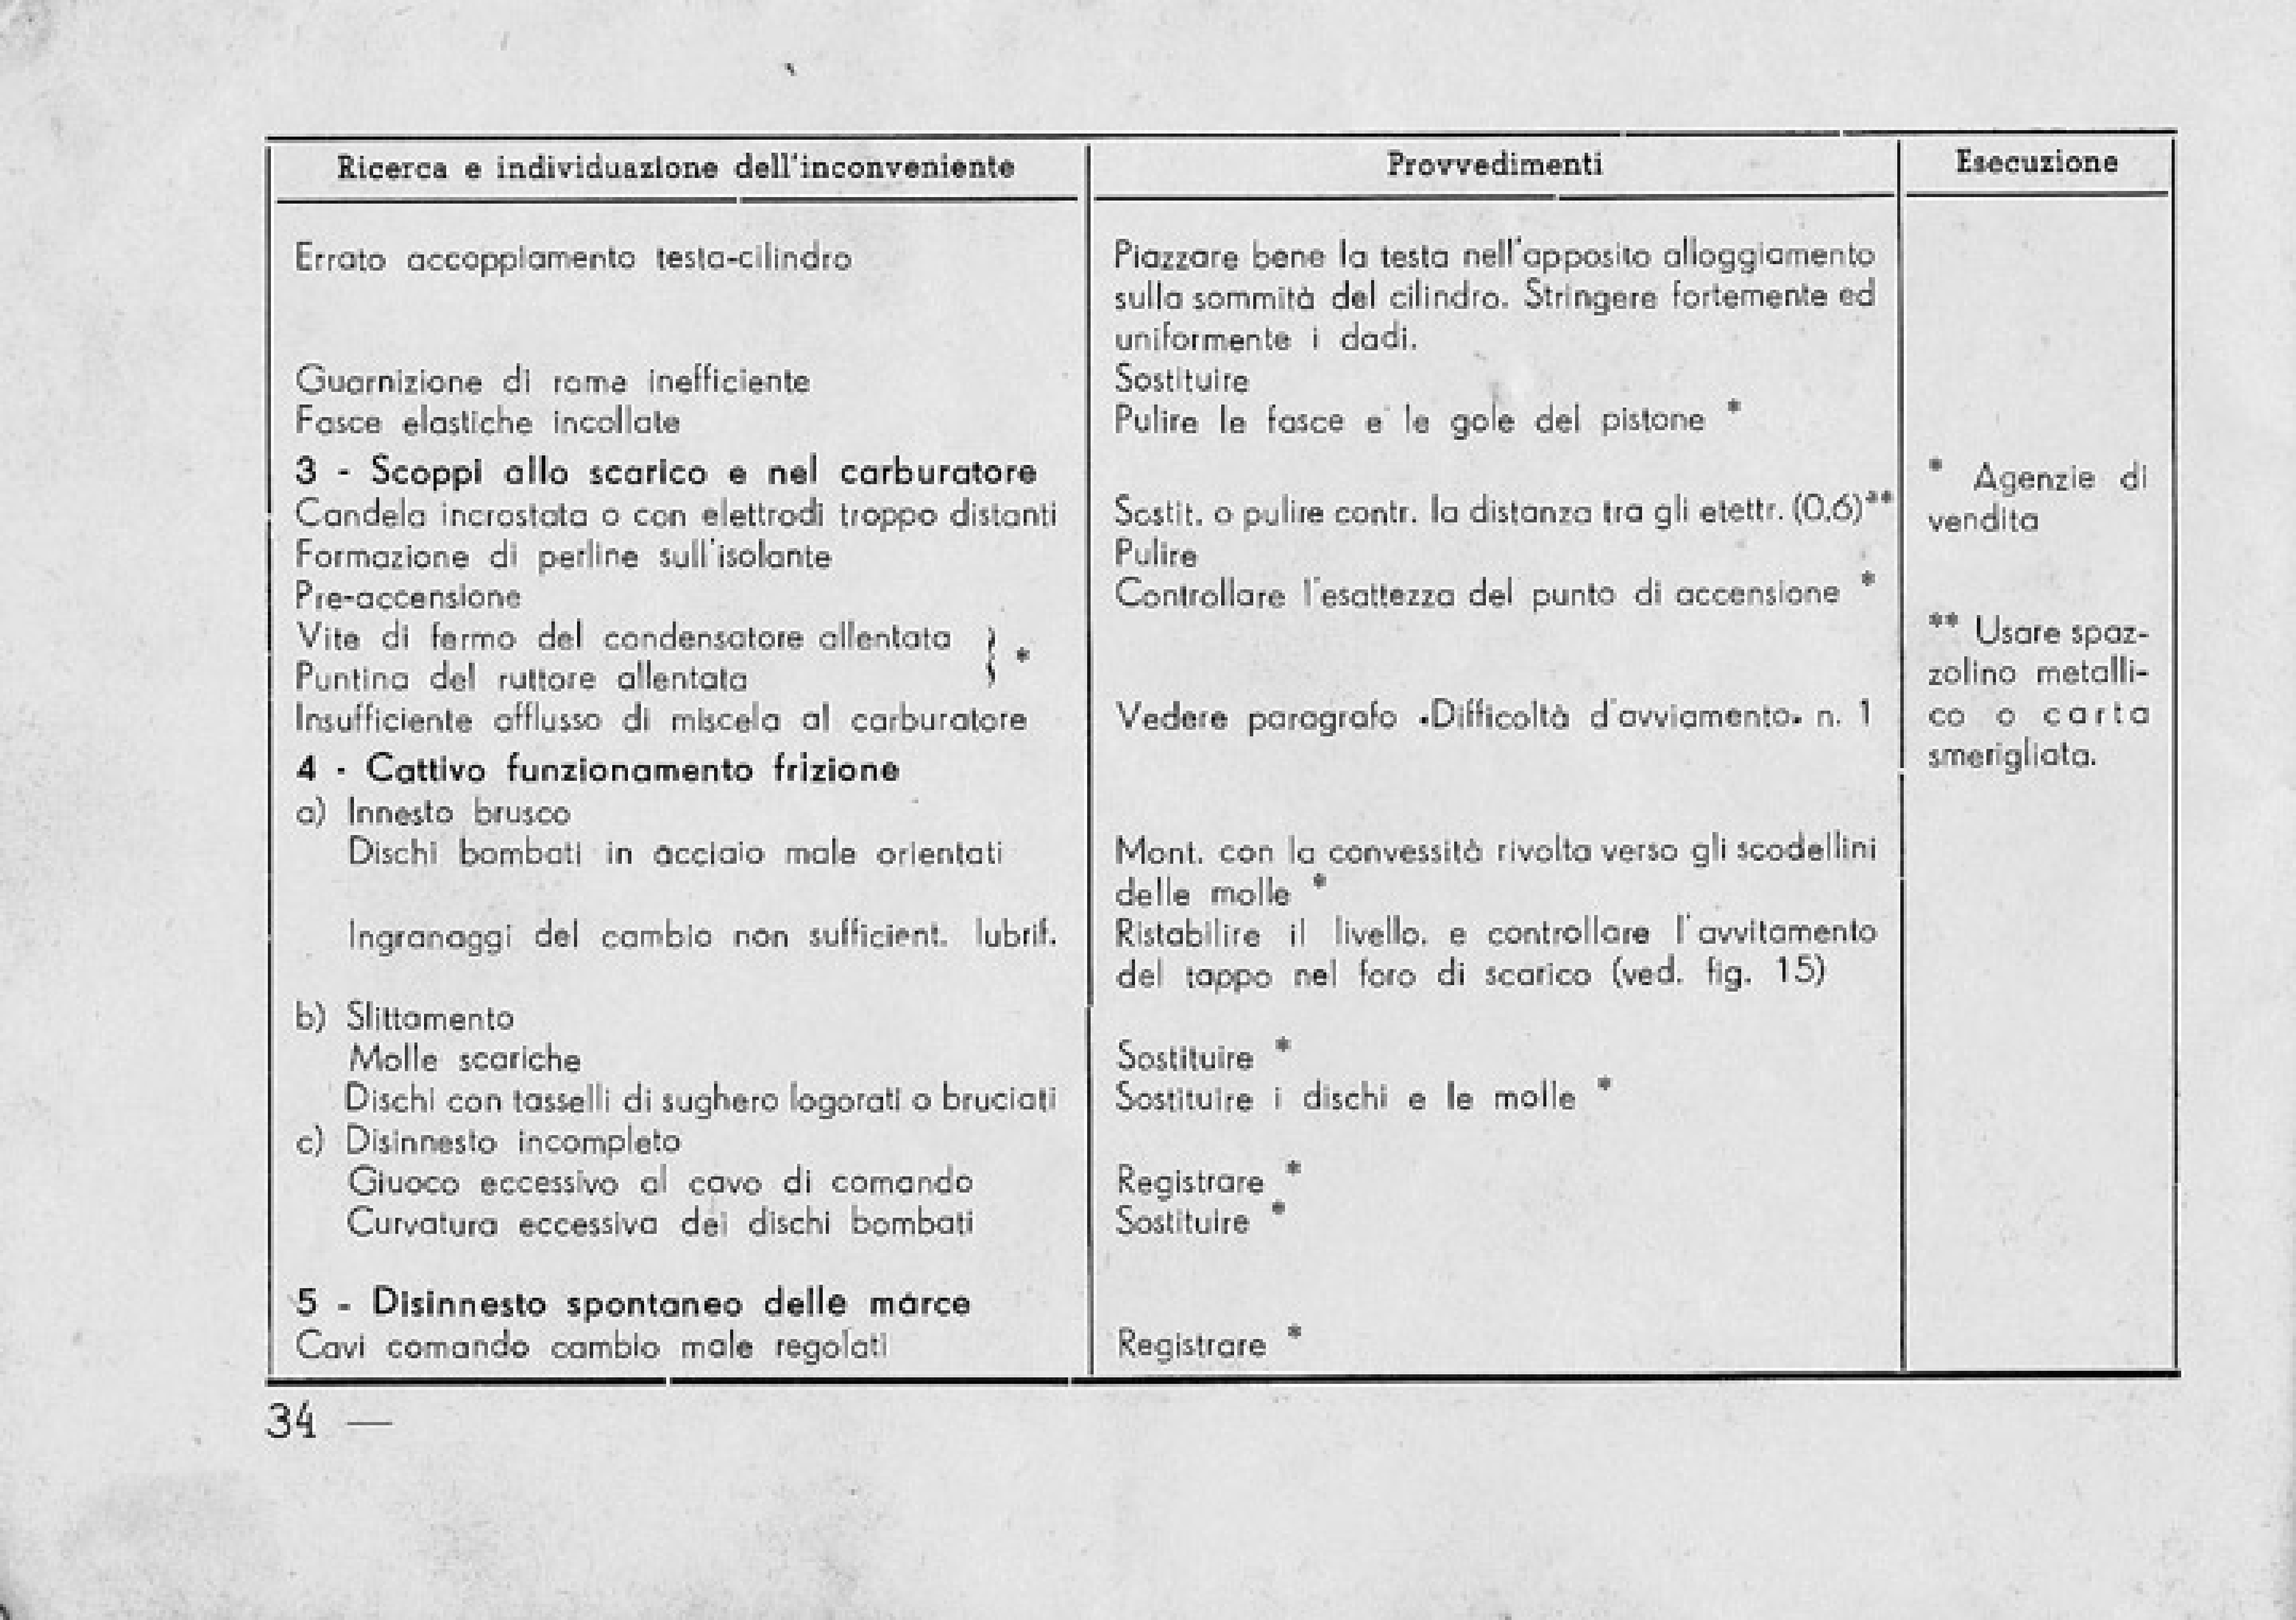 Ricerca e individuazione dell'inconveniente
Provvedimenti
Esecuzione
Errato accoppiamento testa-cilindro
Piazzare bene la testa nell'apposito alloggiamento
sulla sommità del cilindro. Stringere fortemente ed
uniformente i dadi.
Guarnizione di rame inefficiente
Sostituire
Fasce elastiche incollate
Pulire le fasce e le gole del pistone *
3 - Scoppi allo scarico e nel carburatore
Candela incrostata o con elettrodi troppo distanti
Sostit. o pulire contr. la distanza tra gli etettr. (0.6)**
Formazione di perline sull'isolante
Pulire
Pre-accensione
Controllare l'esattezza del punto di accensione *
Vite di fermo del condensatore allentata
Puntina del ruttore allentata } *
Insufficiente afflusso di miscela al carburatore
Vedere paragrafo «Difficoltà d'avviamento» n. 1
4 - Cattivo funzionamento frizione
a) Innesto brusco
Dischi bombati in acciaio male orientati
Mont. con la convessità rivolta verso gli scodellini
delle molle *
Ingranaggi del cambio non sufficient. lubrif.
Ristabilire il livello. e controllare l'avvitamento
del tappo nel foro di scarico (ved. fig. 15)
b) Slittamento
Molle scariche
Sostituire *
Dischi con tasselli di sughero logorati o bruciati
Sostituire i dischi e le molle *
c) Disinnesto incompleto
Giuoco eccessivo al cavo di comando
Registrare *
Curvatura eccessiva dei dischi bombati
Sostituire *
5 - Disinnesto spontaneo delle marce
Cavi comando cambio male regolati
Registrare *
* Agenzie di
vendita
** Usare spaz-
zolino metalli-
co o carta
smerigliata.
34 —